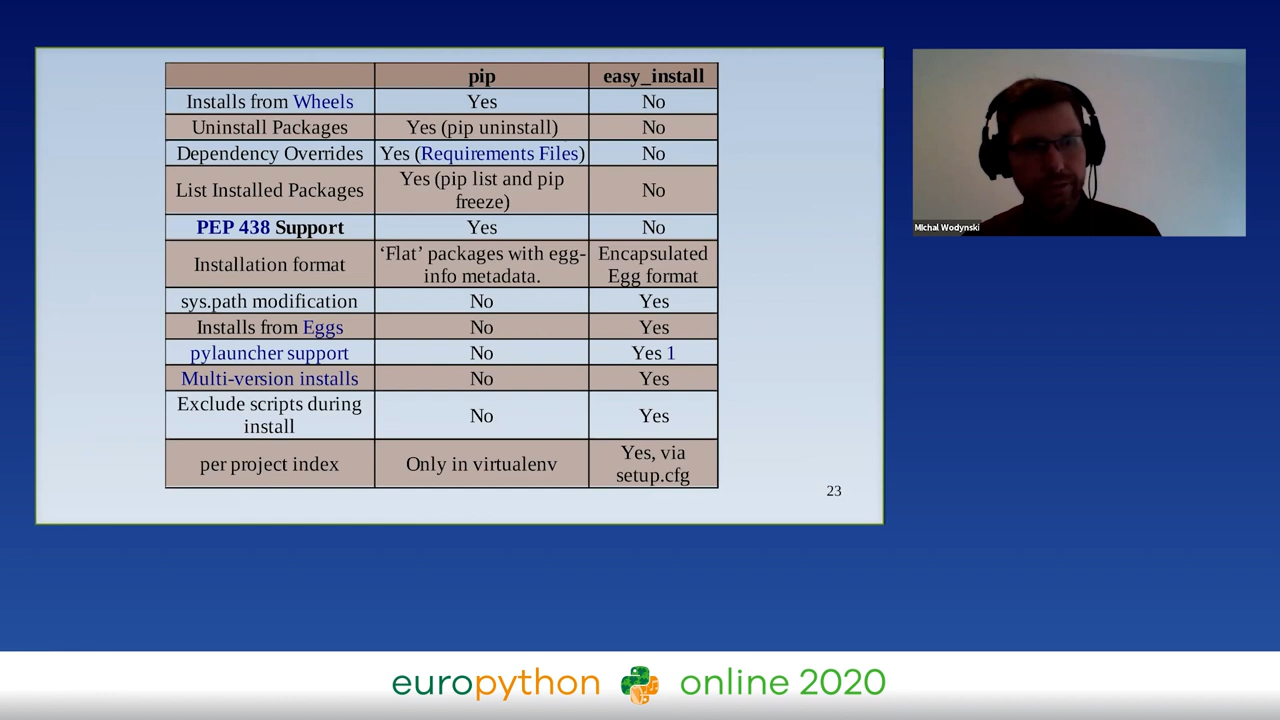 pip easy_install
Installs from Wheels Yes No
Uninstall Packages Yes (pip uninstall) No
Dependency Overrides Yes (Requirements Files) No
List Installed Packages Yes (pip list and pip freeze) No
PEP 438 Support Yes No
Installation format ‘Flat’ packages with egg-info metadata. Encapsulated Egg format
sys.path modification No Yes
Installs from Eggs No Yes
pylauncher support No Yes 1
Multi-version installs No Yes
Exclude scripts during install No Yes
per project index Only in virtualenv Yes, via setup.cfg
23
Michal Wodynski
europython online 2020